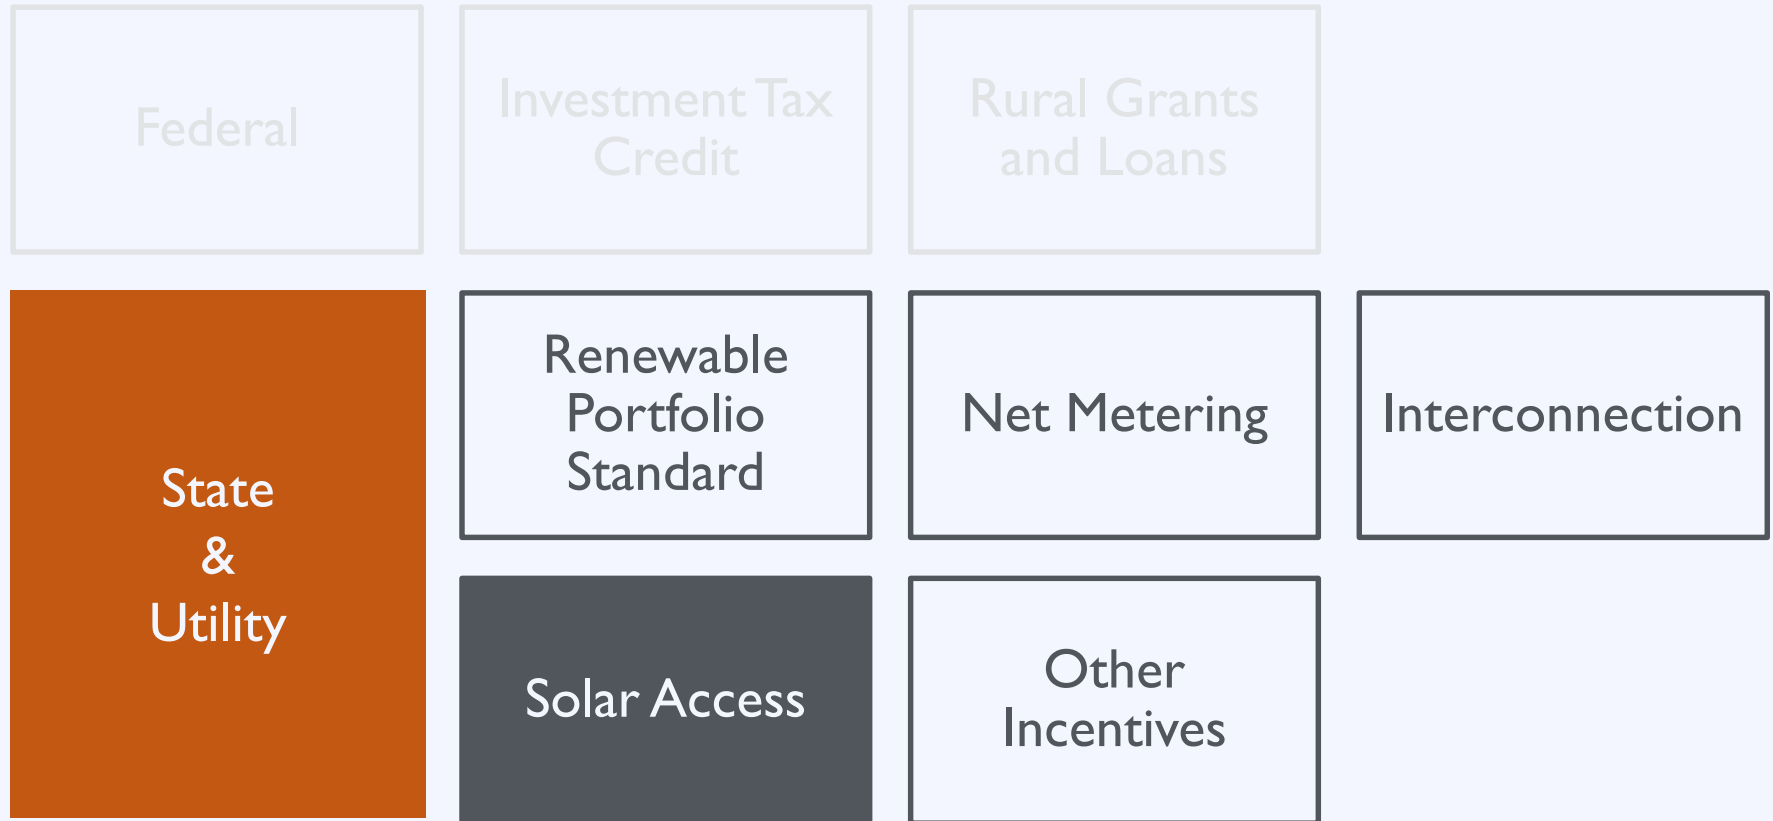 Federal
Investment Tax
Credit
Rural Grants
and Loans
State
&
Utility
Renewable
Portfolio
Standard
Net Metering
Interconnection
Solar Access
Other
Incentives